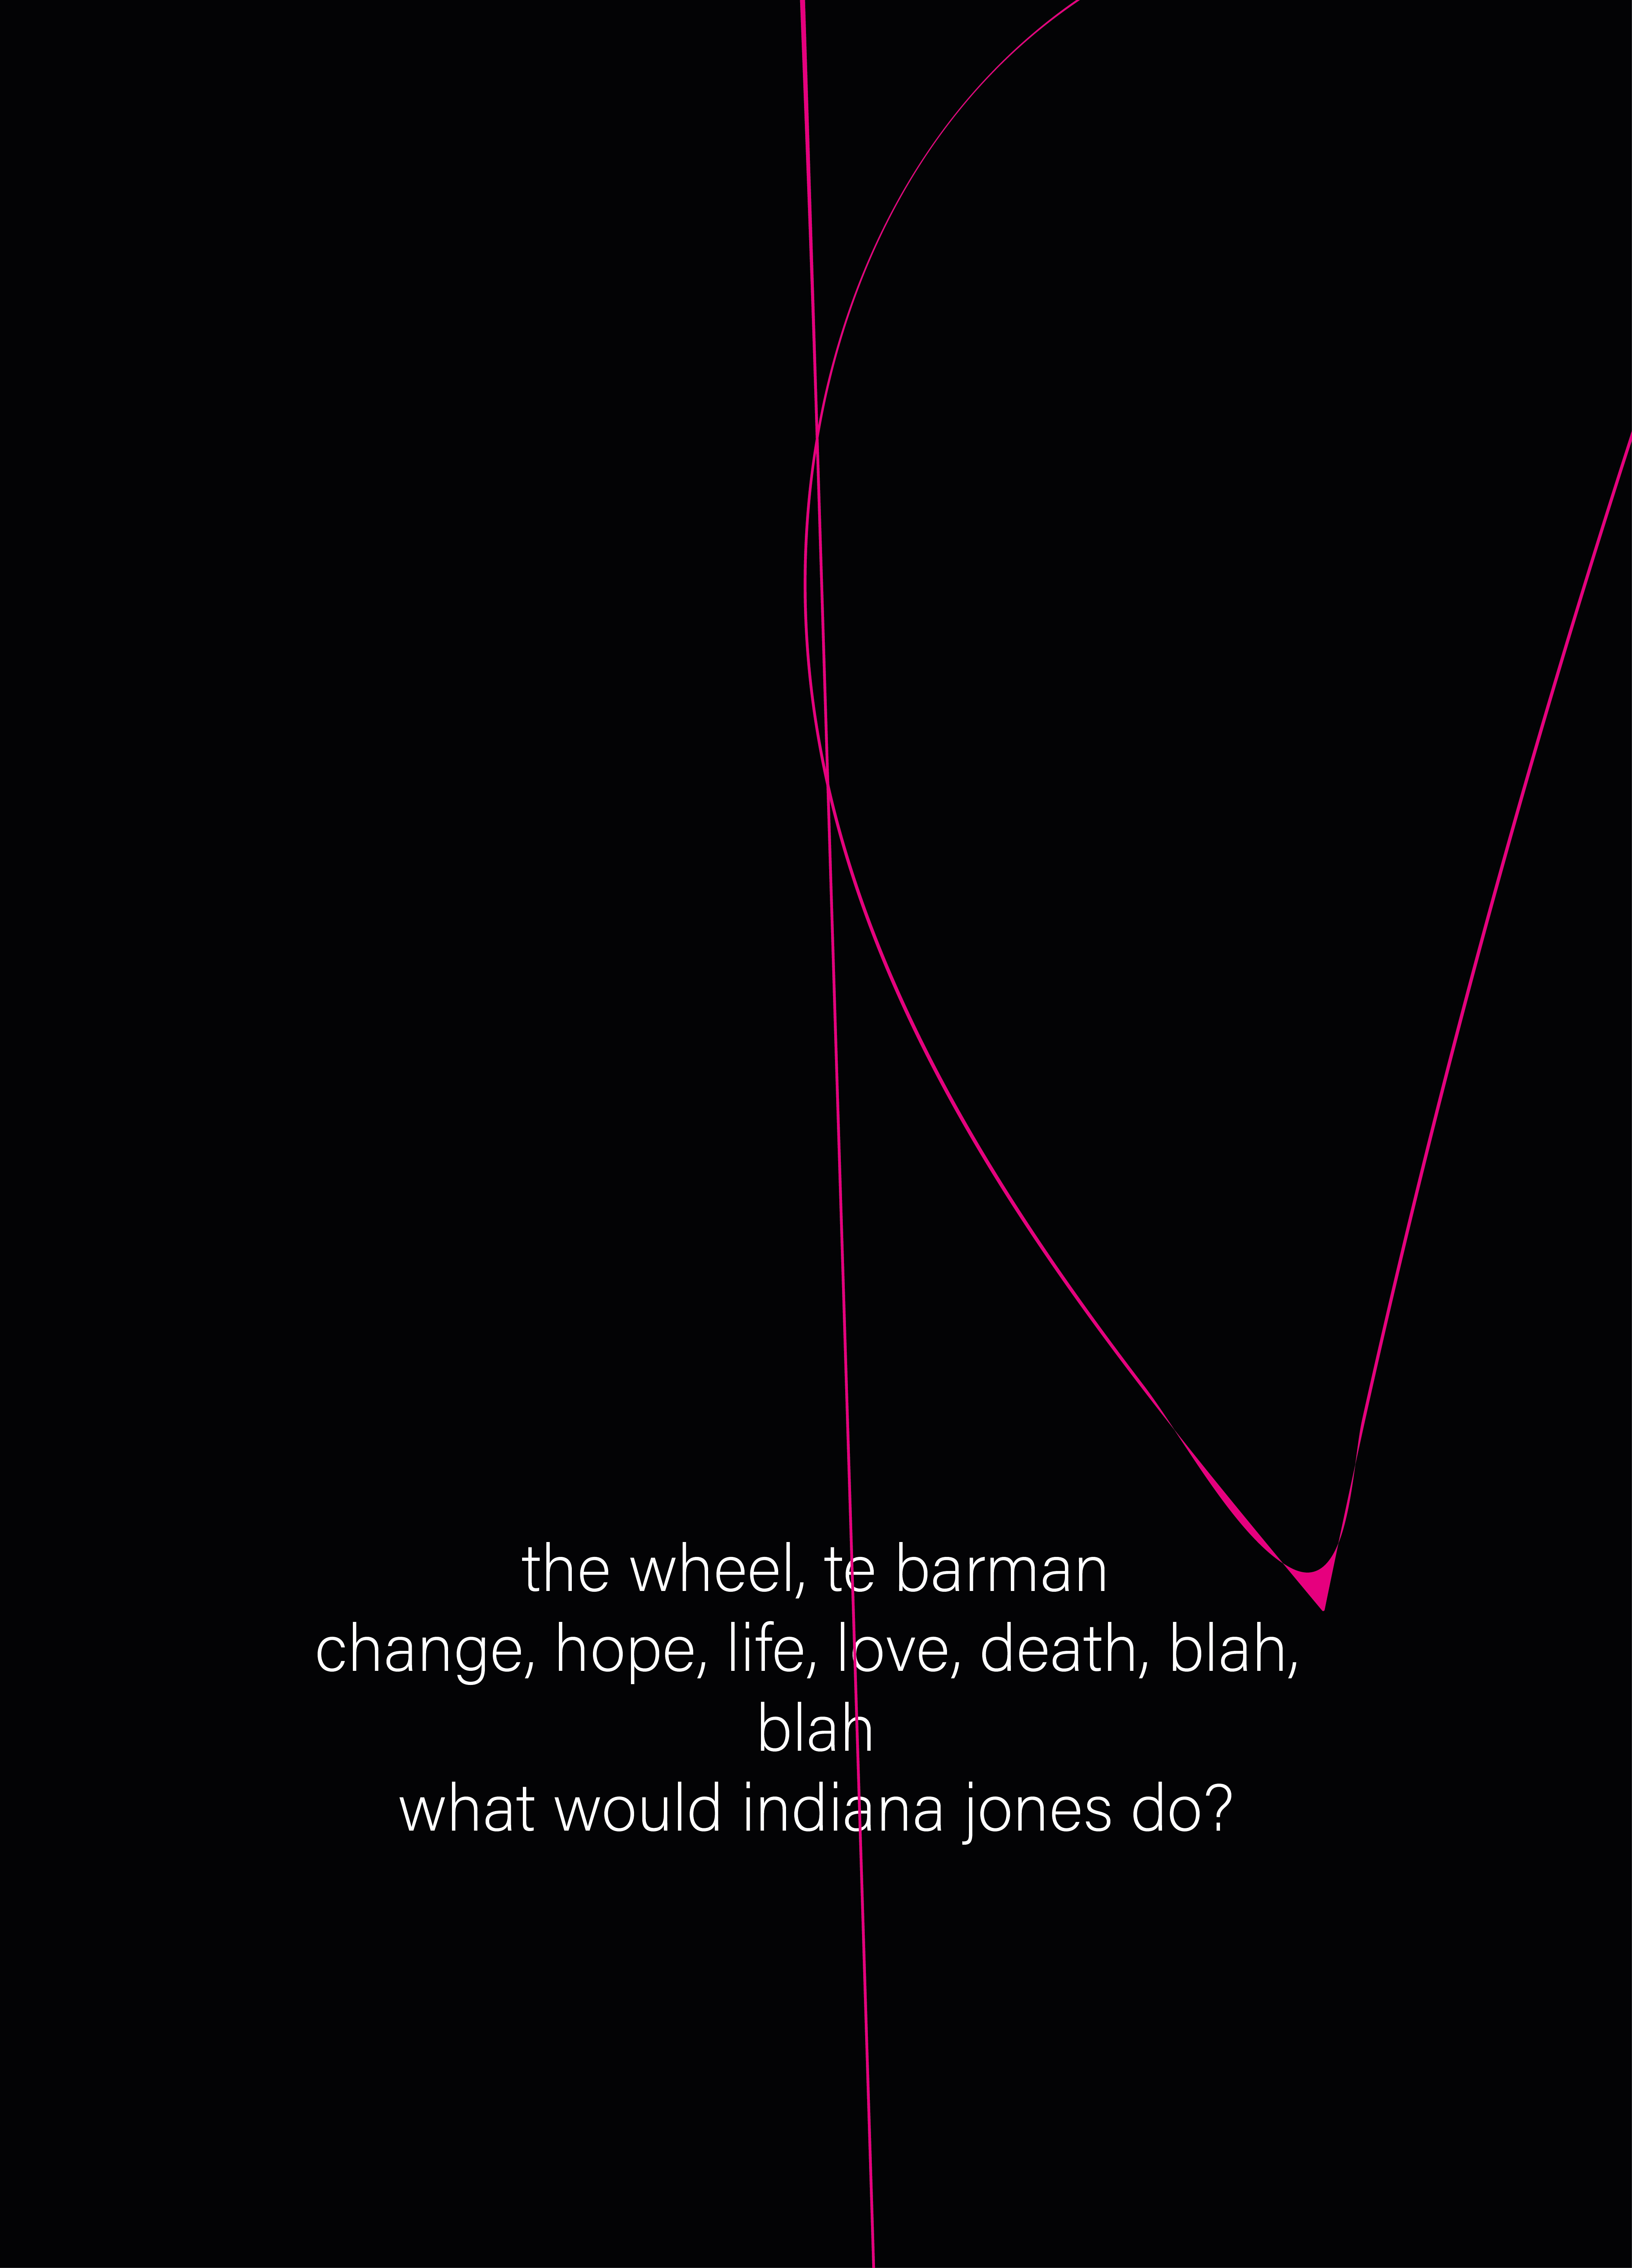 the wheel, te barman
change, hope, life, love, death, blah,
blah
what would indiana jones do?